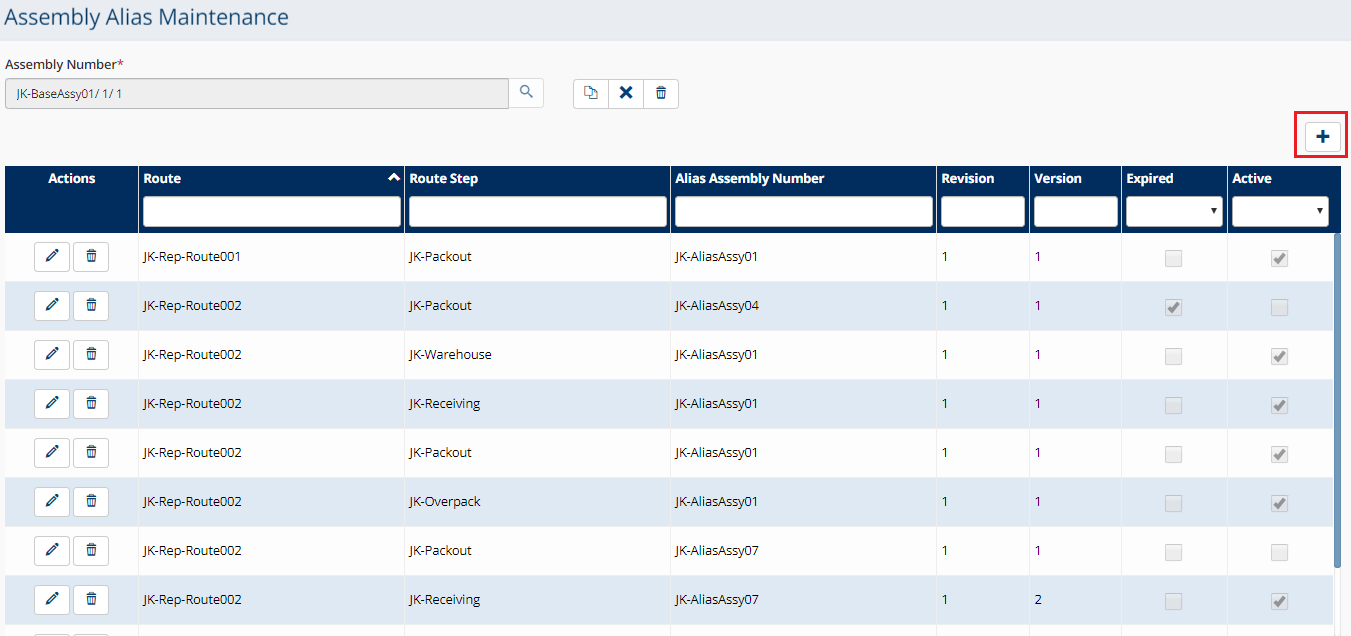 Assembly Alias Maintenance
Assembly Number*
JK-BaseAssy01/ 1/ 1
Actions Route Route Step Alias Assembly Number Revision Version Expired Active
JK-Rep-Route001 JK-Packout JK-AliasAssy01 1 1
JK-Rep-Route002 JK-Packout JK-AliasAssy04 1 1
JK-Rep-Route002 JK-Warehouse JK-AliasAssy01 1 1
JK-Rep-Route002 JK-Receiving JK-AliasAssy01 1 1
JK-Rep-Route002 JK-Packout JK-AliasAssy01 1 1
JK-Rep-Route002 JK-Overpack JK-AliasAssy01 1 1
JK-Rep-Route002 JK-Packout JK-AliasAssy07 1 1
JK-Rep-Route002 JK-Receiving JK-AliasAssy07 1 2